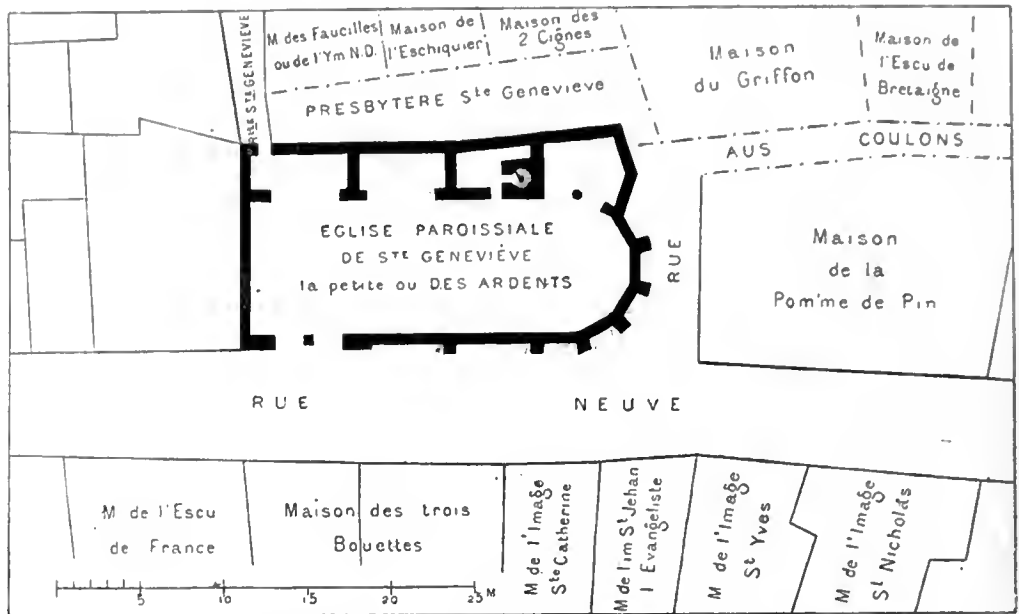 M des Faucilles
ou de l'Ym N.D.
Maison de
l'Eschiquier
Maison des
2 Cignes
Maison
du Griffon
Maison de
l'Escu de
Bretaigne
RLLE STE GENEVIEVE
PRESBYTERE Ste Genevieve
AUS COULONS
RUE
EGLISE PAROISSIALE
DE STE GENEVIÈVE
la petite ou DES ARDENTS
Maison
de la
Pom'me de Pin
RUE NEUVE
M de l'Escu
de France
Maison des trois
Bouettes
M de l'Image
Ste Catherine
M de l'im St Jehan
l Evangeliste
M de l'Image
St Yves
M de l'Image
St Nicholas
5 10 15 20 25 M